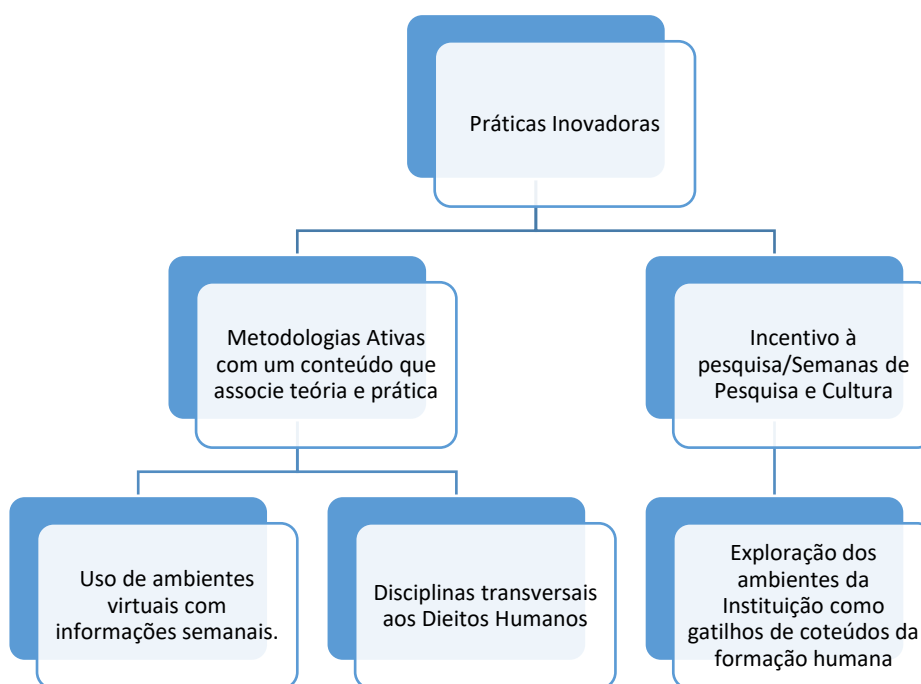 Práticas Inovadoras
Metodologias Ativas
com um conteúdo que
associe teória e prática
Incentivo à
pesquisa/Semanas de
Pesquisa e Cultura
Uso de ambientes
virtuais com
informações semanais.
Disciplinas transversais
aos Dieitos Humanos
Exploração dos
ambientes da
Instituição como
gatilhos de coteúdos da
formação humana